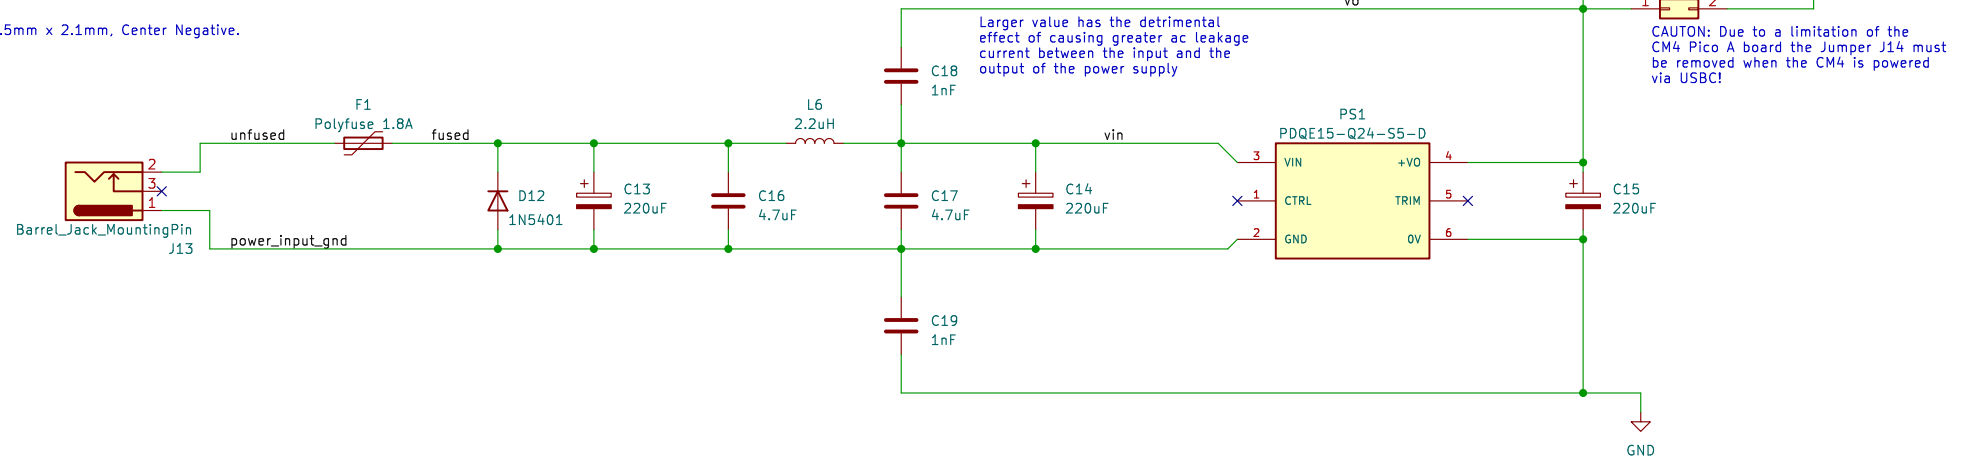 vo
1
2
.5mm x 2.1mm, Center Negative.
Larger value has the detrimental
effect of causing greater ac leakage
current between the input and the
output of the power supply
CAUTON: Due to a limitation of the
CM4 Pico A board the Jumper J14 must
be removed when the CM4 is powered
via USBC!
C18
1nF
F1
Polyfuse 1.8A
unfused
fused
L6
2.2uH
vin
PS1
PDQE15-Q24-S5-D
2
3
1
Barrel_Jack_MountingPin
J13
power_input_gnd
D12
1N5401
+
C13
220uF
C16
4.7uF
C17
4.7uF
+
C14
220uF
3
VIN
1
CTRL
2
GND
+VO
4
TRIM
5
0V
6
+
C15
220uF
C19
1nF
GND